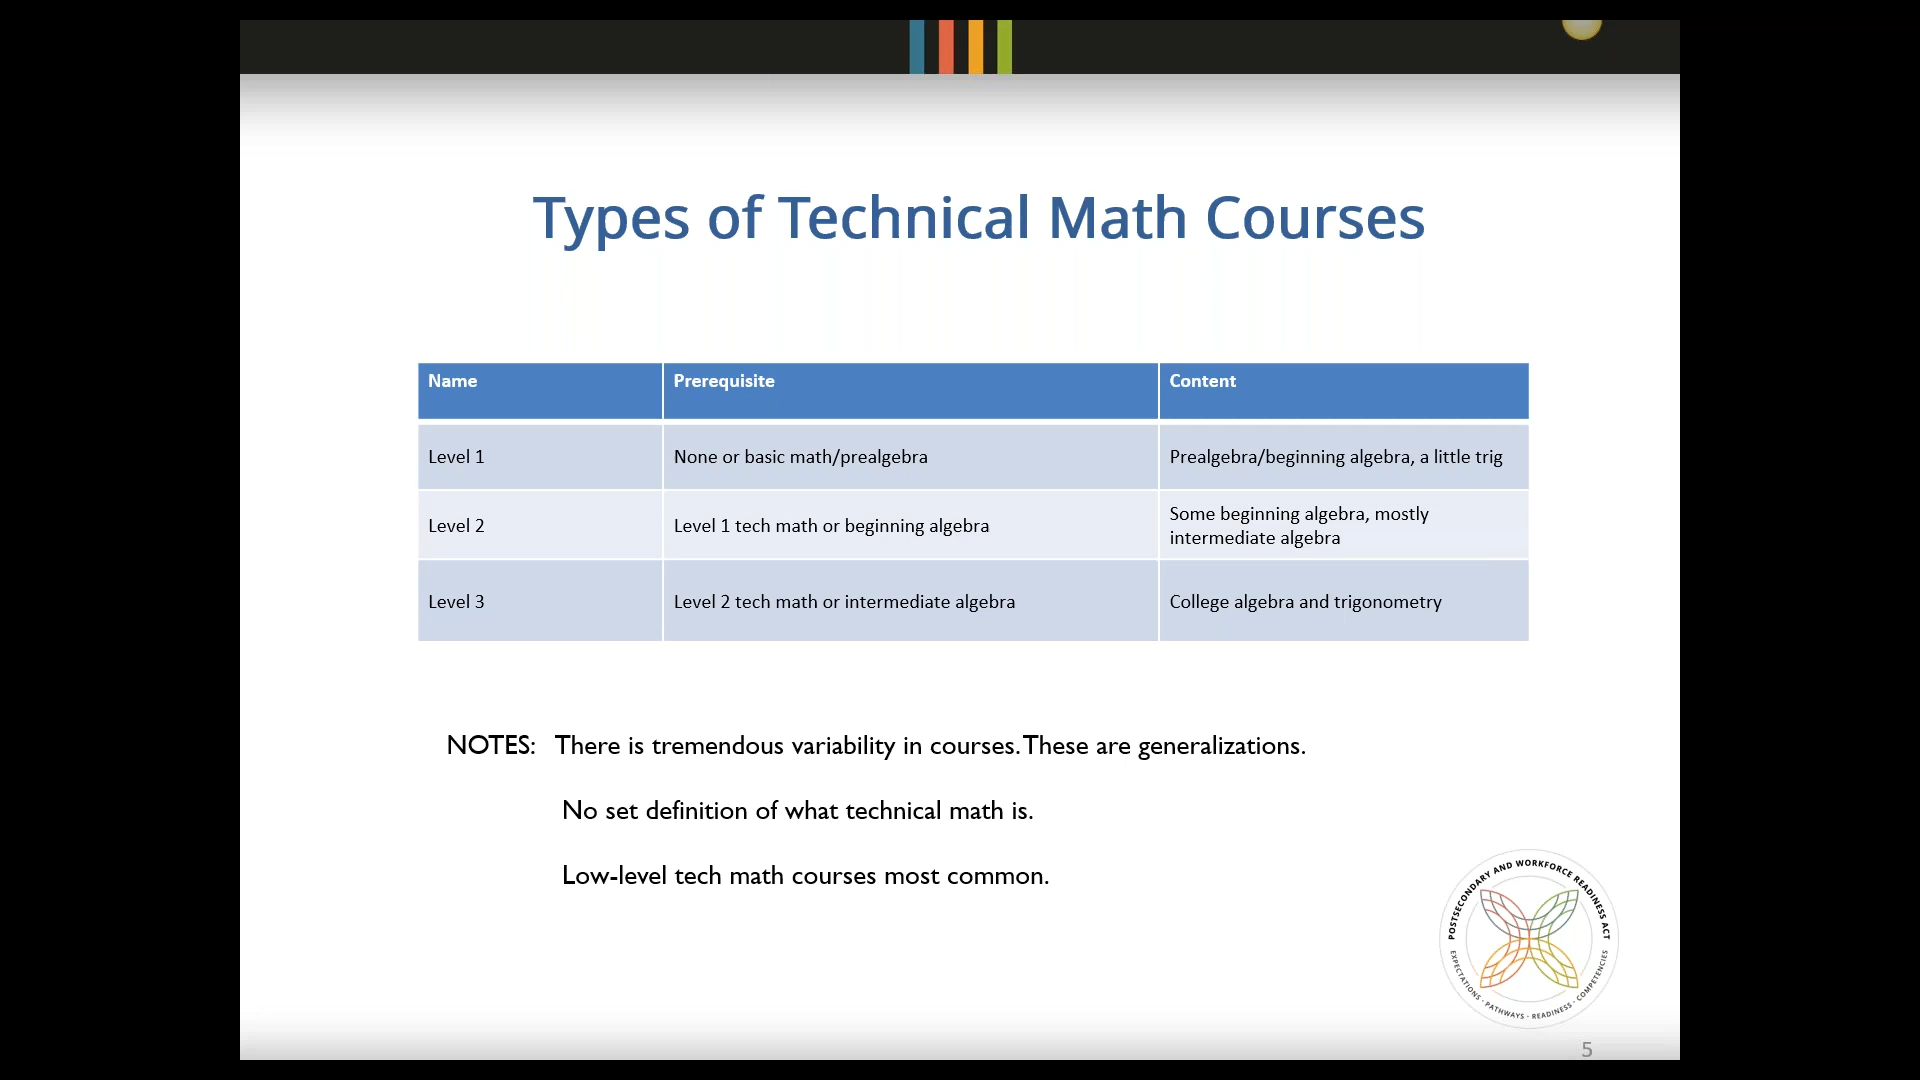 Types of Technical Math Courses
Name Prerequisite Content
Level 1 None or basic math/prealgebra Prealgebra/beginning algebra, a little trig
Level 2 Level 1 tech math or beginning algebra Some beginning algebra, mostly
intermediate algebra
Level 3 Level 2 tech math or intermediate algebra College algebra and trigonometry
NOTES: There is tremendous variability in courses. These are generalizations.
No set definition of what technical math is.
Low-level tech math courses most common.
POSTSECONDARY AND WORKFORCE READINESS ACT
EXPECTATIONS · PATHWAYS · READINESS · COMPETENCIES
5